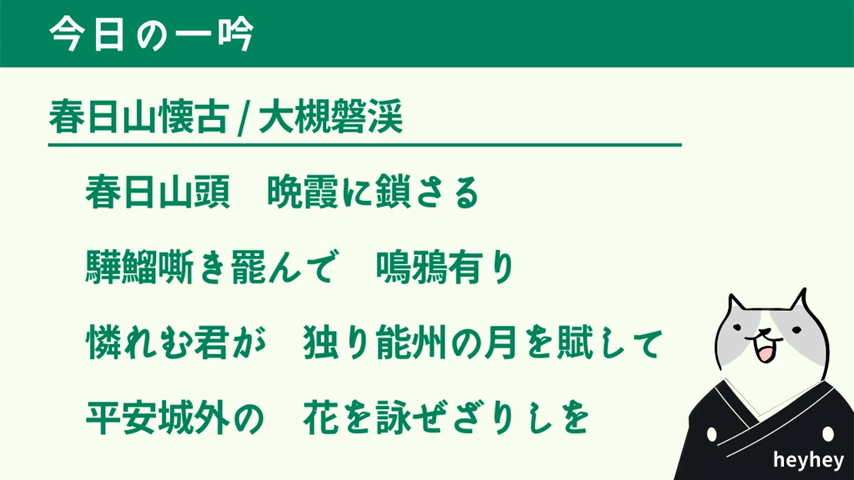 今日の一吟
春日山懐古 / 大槻磐渓
春日山頭　晩霞に鎖さる
驊鰡嘶き罷んで　鳴鴉有り
憐れむ君が　独り能州の月を賦して
平安城外の　花を詠ぜざりしを
heyhey